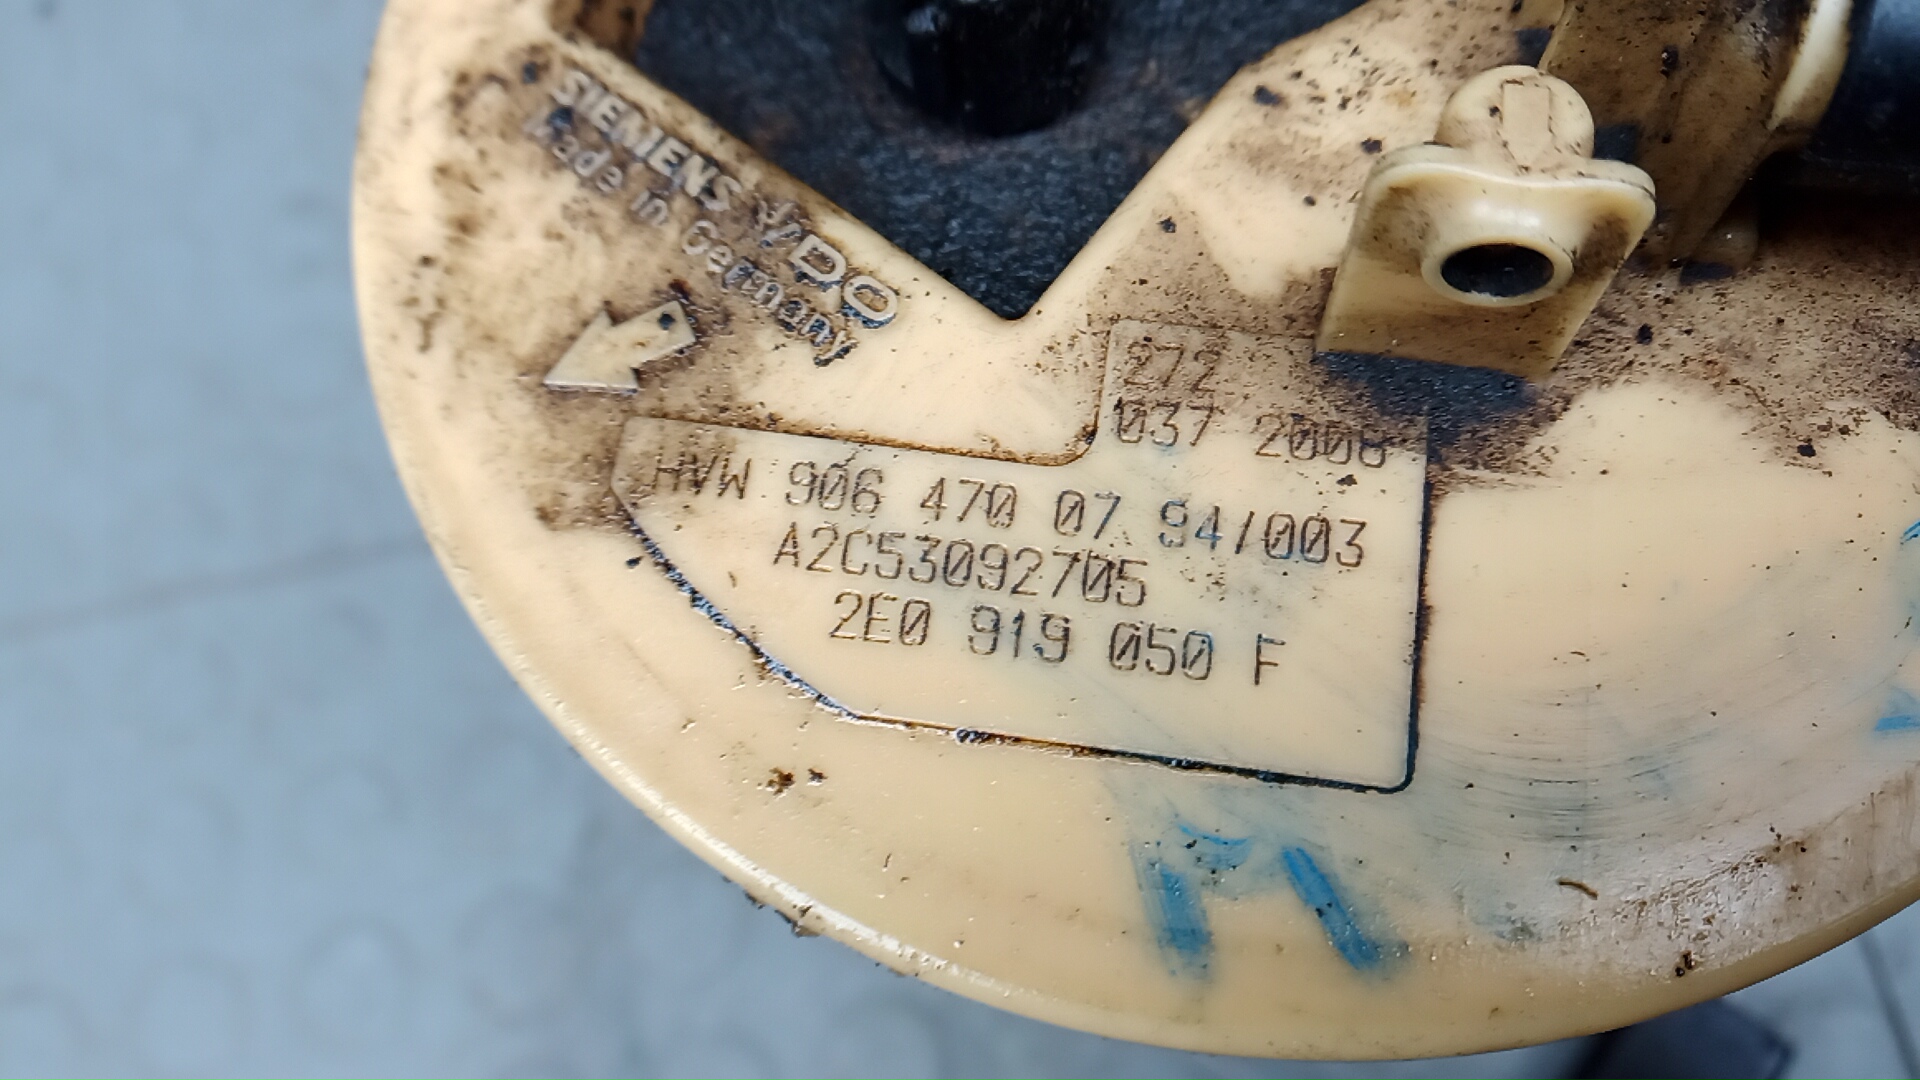 SIEMENS VDO
Made in Germany
272
037 2008
HVW 906 470 07 94/003
A2C53092705
2E0 919 050 F